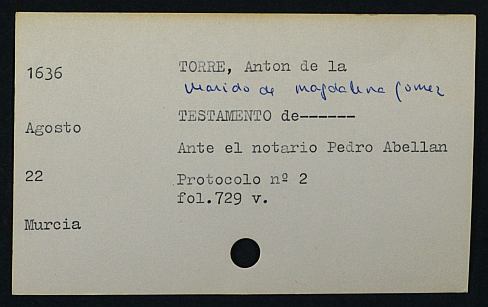 1636
TORRE, Anton de la
marido de magdalena gomez
Agosto
TESTAMENTO de------
Ante el notario Pedro Abellan
22
Protocolo nº 2
fol.729 v.
Murcia